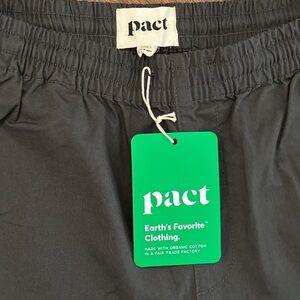 pact
pact
Earth's Favorite™
Clothing.
MADE WITH ORGANIC COTTON
IN A FAIR TRADE FACTORY